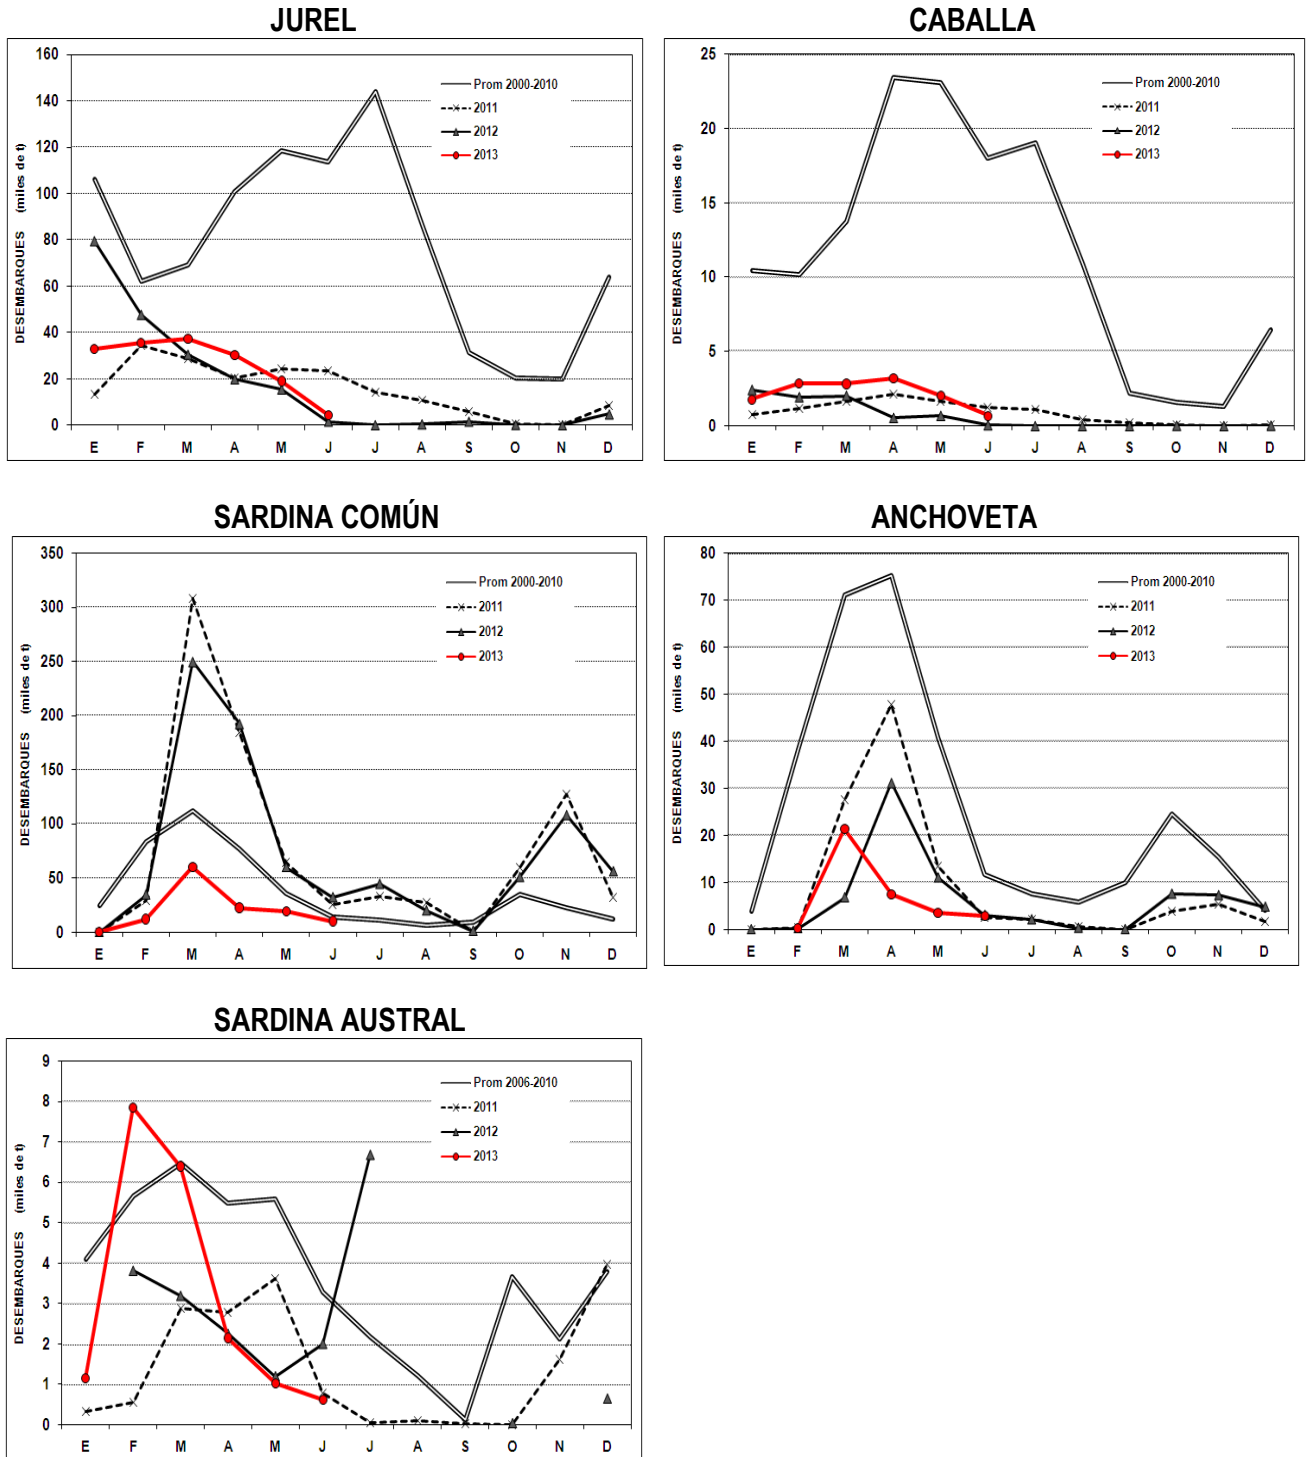 JUREL
DESEMBARQUES (miles de t)
160
140
120
100
80
60
40
20
0
Prom 2000-2010
2011
2012
2013
E F M A M J J A S O N D
CABALLA
DESEMBARQUES (miles de t)
25
20
15
10
5
0
Prom 2000-2010
2011
2012
2013
E F M A M J J A S O N D
SARDINA COMÚN
DESEMBARQUES (miles de t)
350
300
250
200
150
100
50
0
Prom 2000-2010
2011
2012
2013
E F M A M J J A S O N D
ANCHOVETA
DESEMBARQUES (miles de t)
80
70
60
50
40
30
20
10
0
Prom 2000-2010
2011
2012
2013
E F M A M J J A S O N D
SARDINA AUSTRAL
DESEMBARQUES (miles de t)
9
8
7
6
5
4
3
2
1
0
Prom 2006-2010
2011
2012
2013
E F M A M J J A S O N D